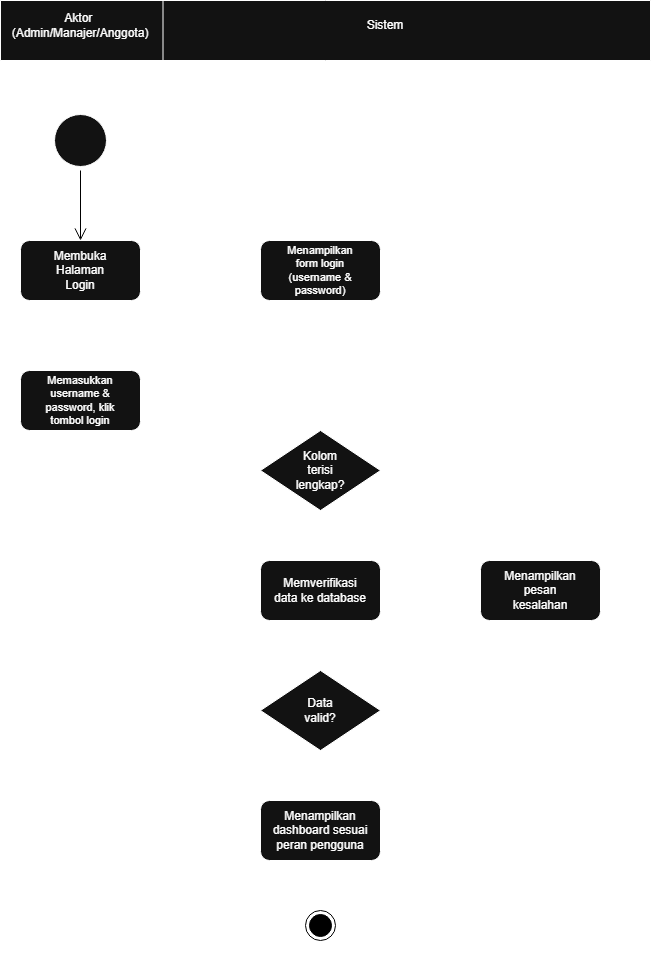 Aktor
(Admin/Manajer/Anggota)
Sistem
Membuka
Halaman
Login
Menampilkan
form login
(username &
password)
Memasukkan
username &
password, klik
tombol login
Kolom
terisi
lengkap?
Memverifikasi
data ke database
Menampilkan
pesan
kesalahan
Data
valid?
Menampilkan
dashboard sesuai
peran pengguna